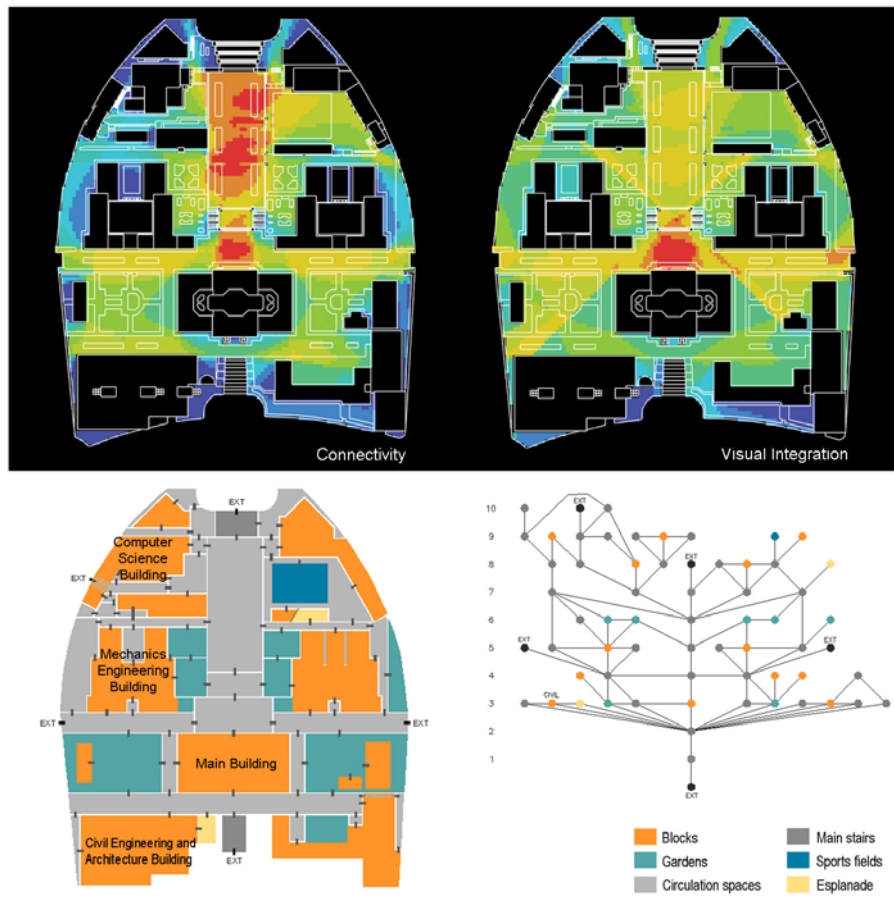 Connectivity
Visual Integration
EXT
Computer
Science
Building
EXT
Mechanics
Engineering
Building
EXT
EXT
Main Building
Civil Engineering and
Architecture Building
EXT
10
EXT
9
8
EXT
7
6
5
EXT
EXT
4
3
CIVIL
2
1
EXT
Blocks
Main stairs
Gardens
Sports fields
Circulation spaces
Esplanade